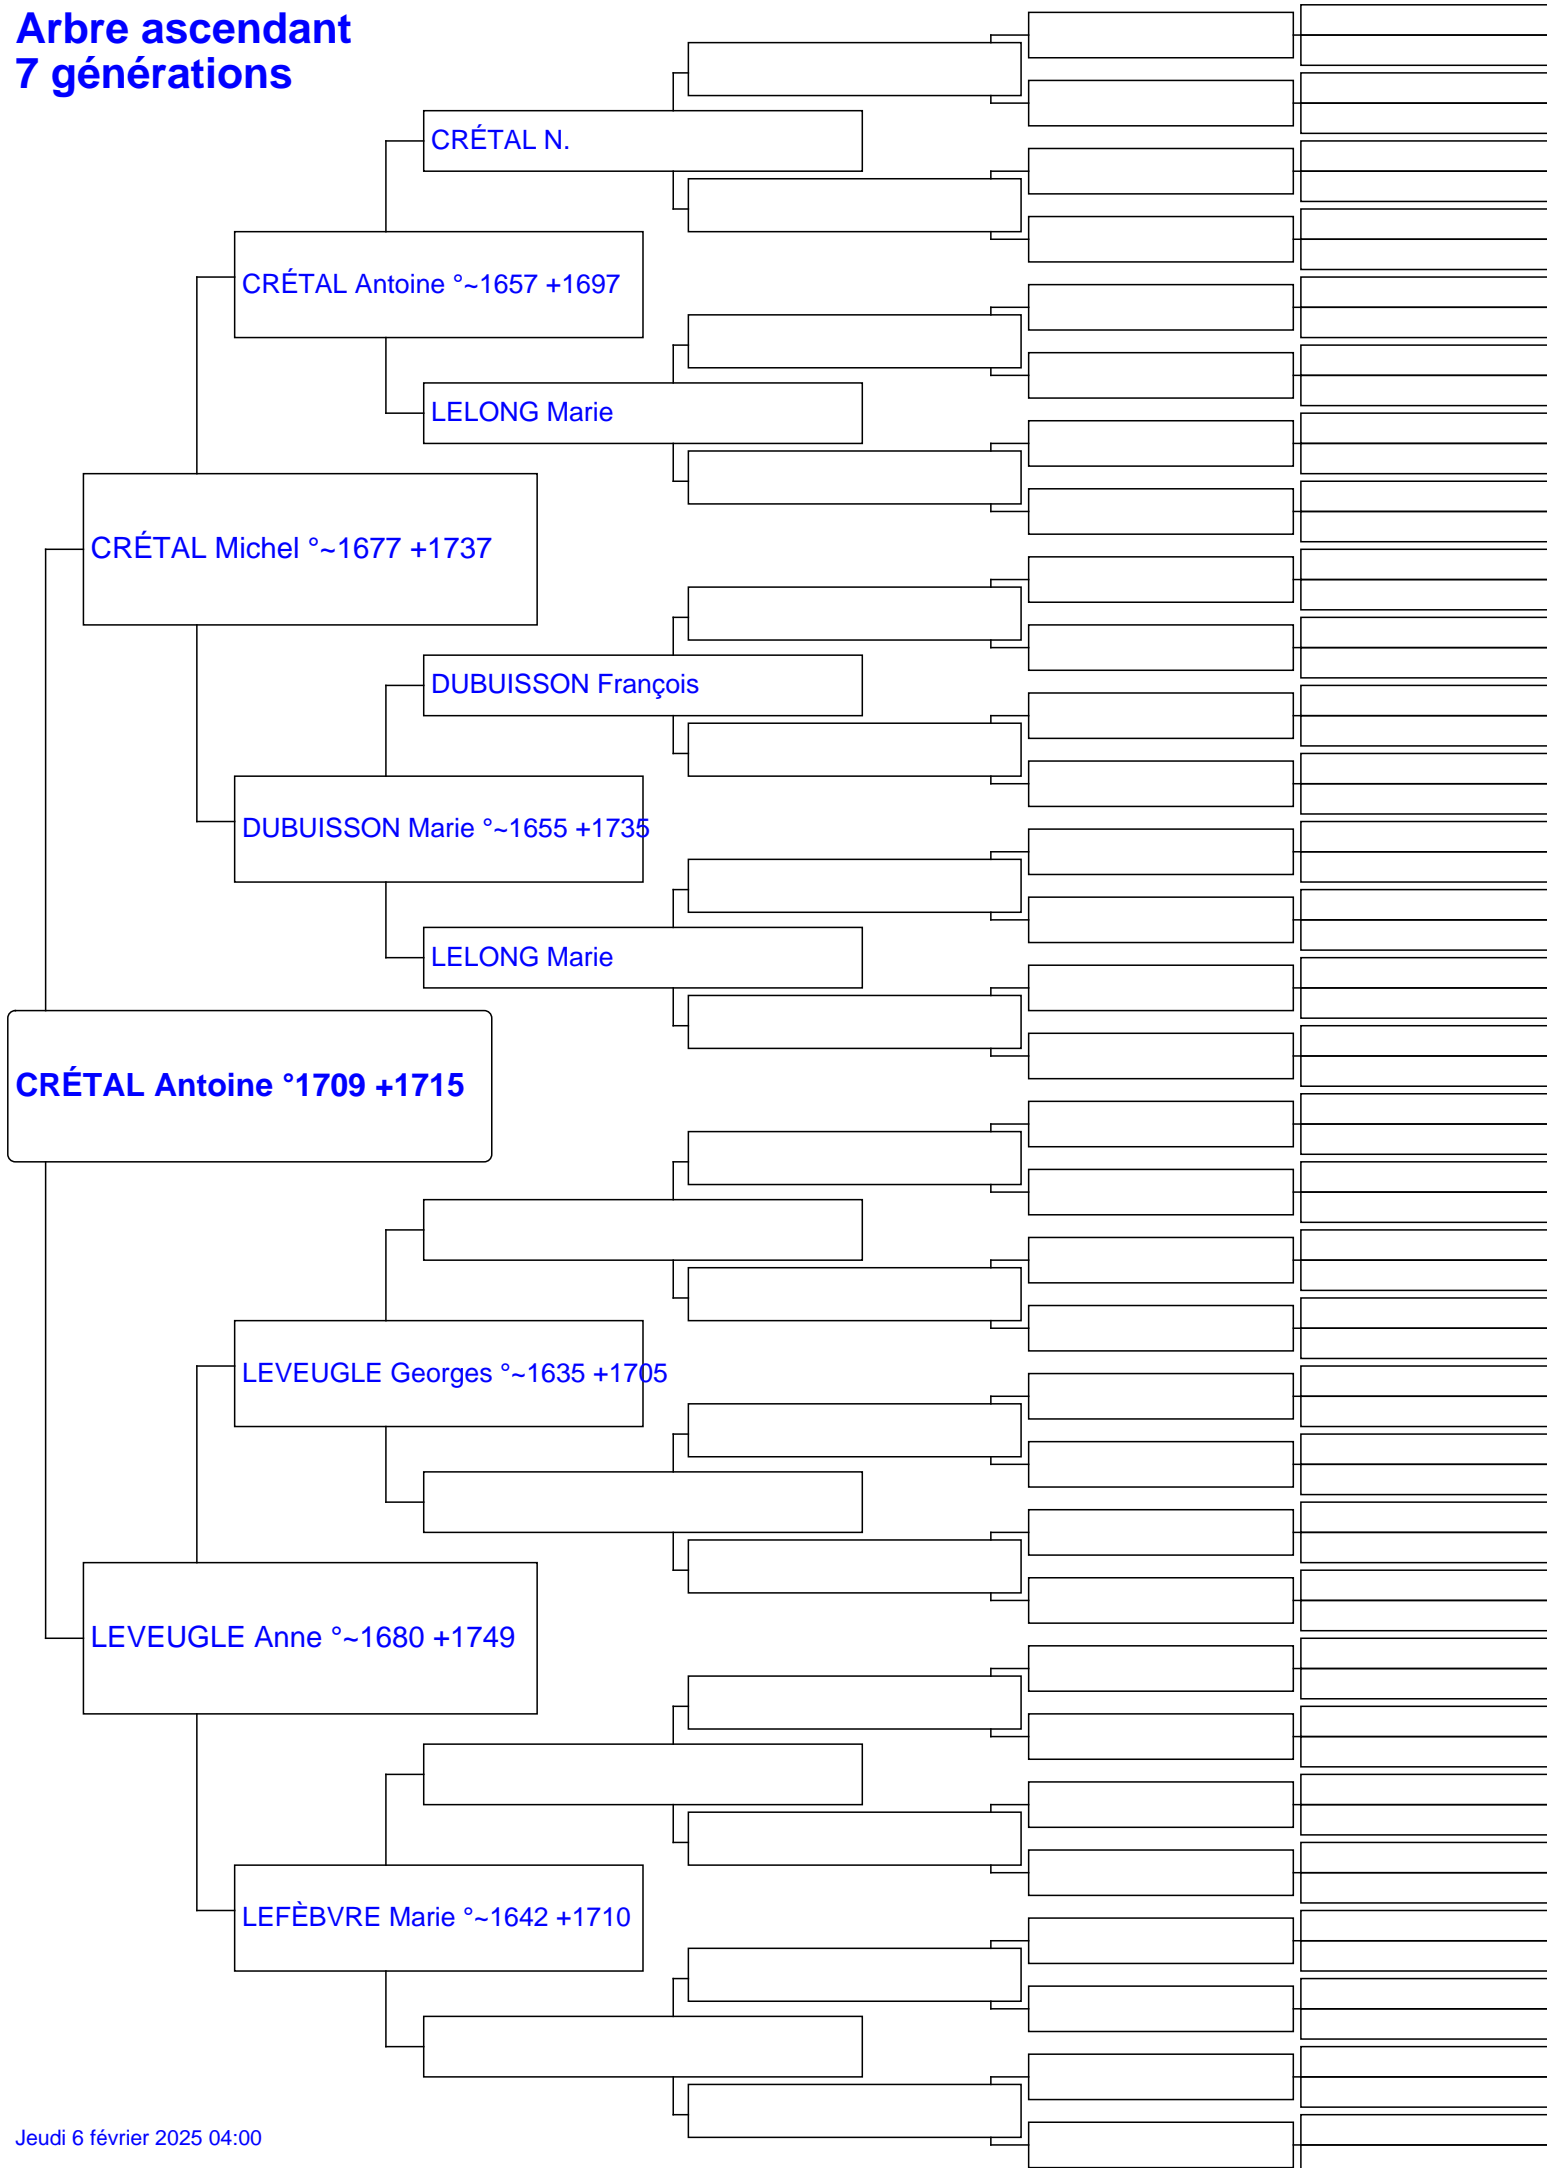 Arbre ascendant
7 générations
CRÉTAL N.
CRÉTAL Antoine °~1657 +1697
LELONG Marie
CRÉTAL Michel °~1677 +1737
DUBUISSON François
DUBUISSON Marie °~1655 +1735
LELONG Marie
CRÉTAL Antoine °1709 +1715
LEVEUGLE Georges °~1635 +1705
LEVEUGLE Anne °~1680 +1749
LEFÈBVRE Marie °~1642 +1710
Jeudi 6 février 2025 04:00